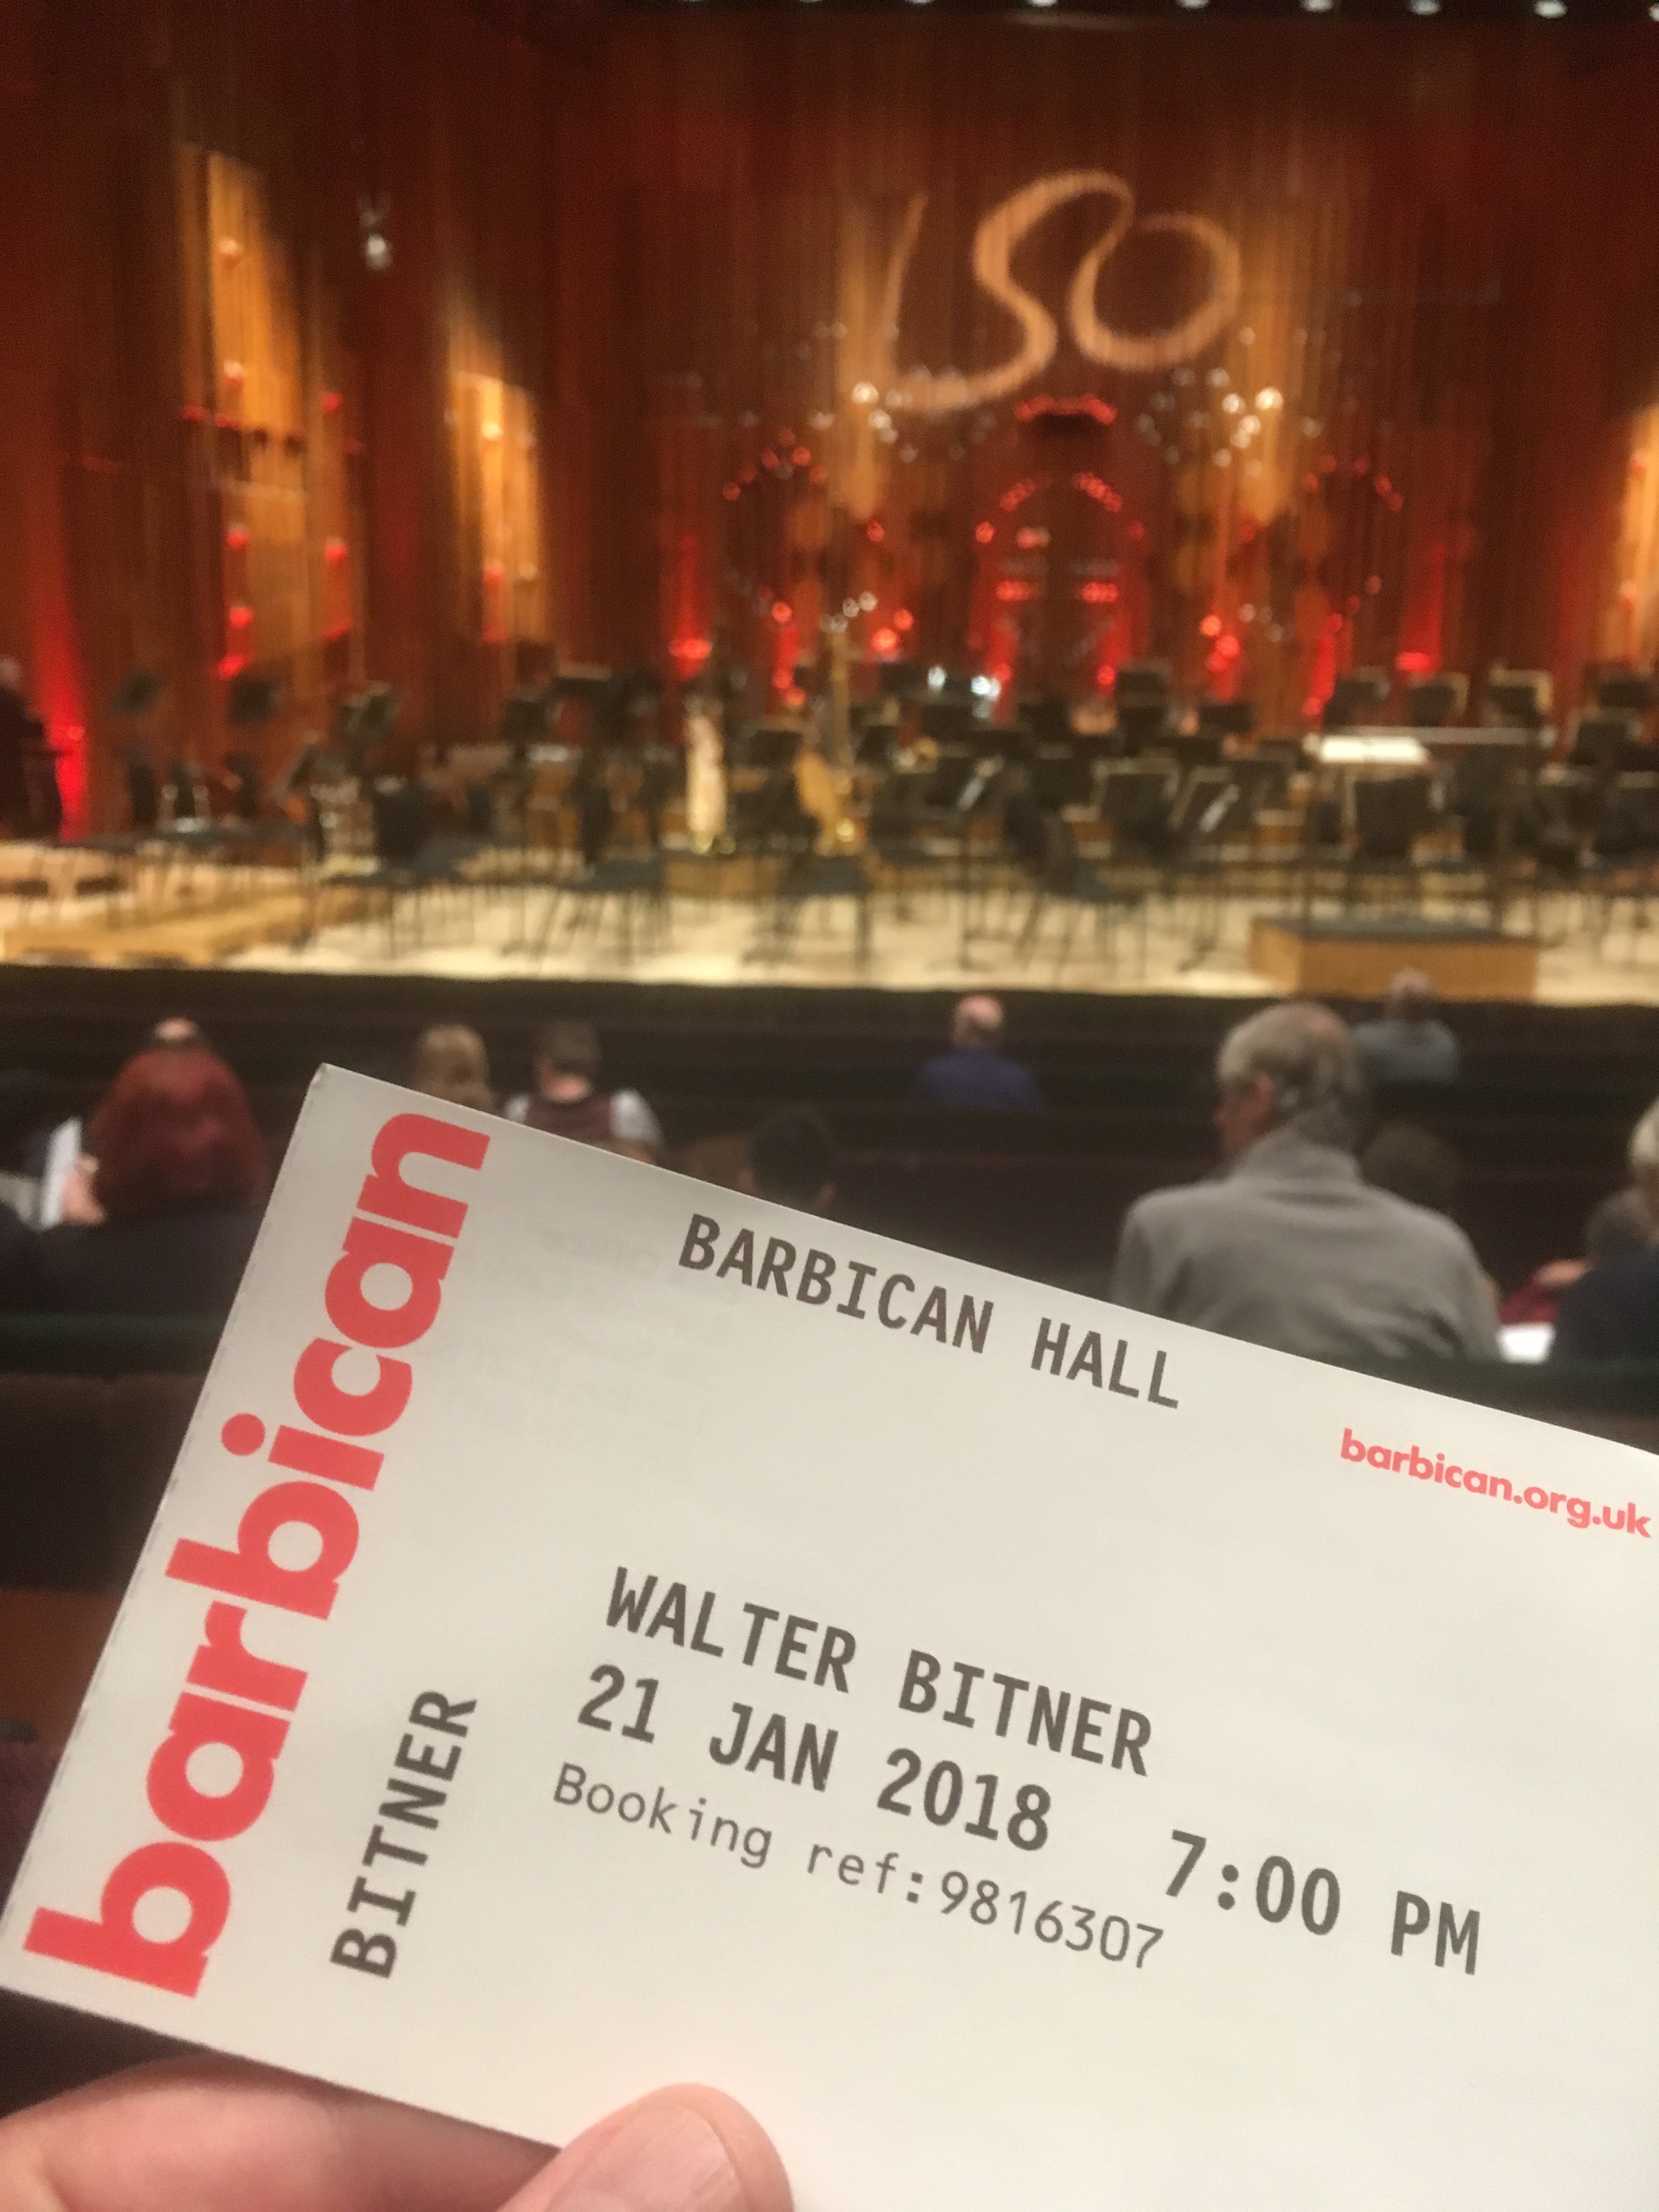 LSO
barbican
BARBICAN HALL
barbican.org.uk
BITNER
WALTER BITNER
21 JAN 2018 7:00 PM
Booking ref:9816307